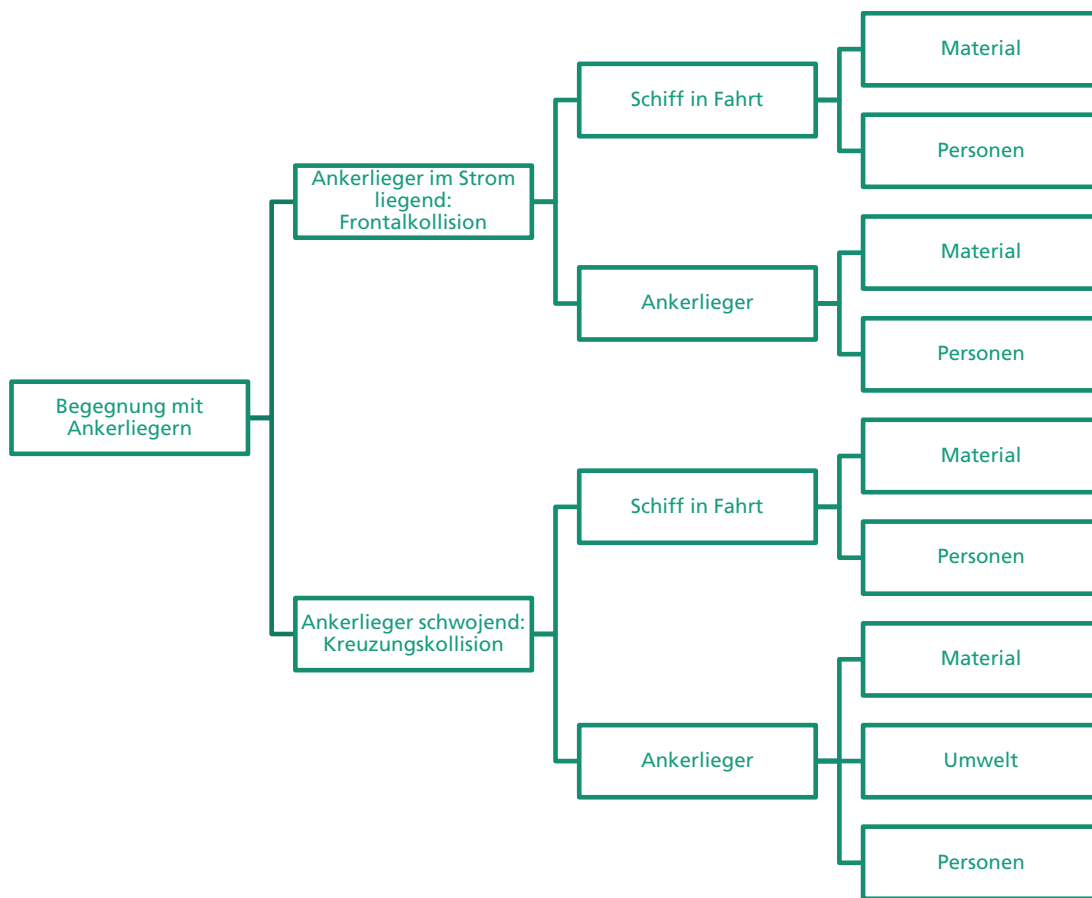 Begegnung mit
Ankerliegern
Ankerlieger im Strom
liegend:
Frontalkollision
Schiff in Fahrt
Material
Personen
Ankerlieger
Material
Personen
Ankerlieger schwojend:
Kreuzungskollision
Schiff in Fahrt
Material
Personen
Ankerlieger
Material
Umwelt
Personen